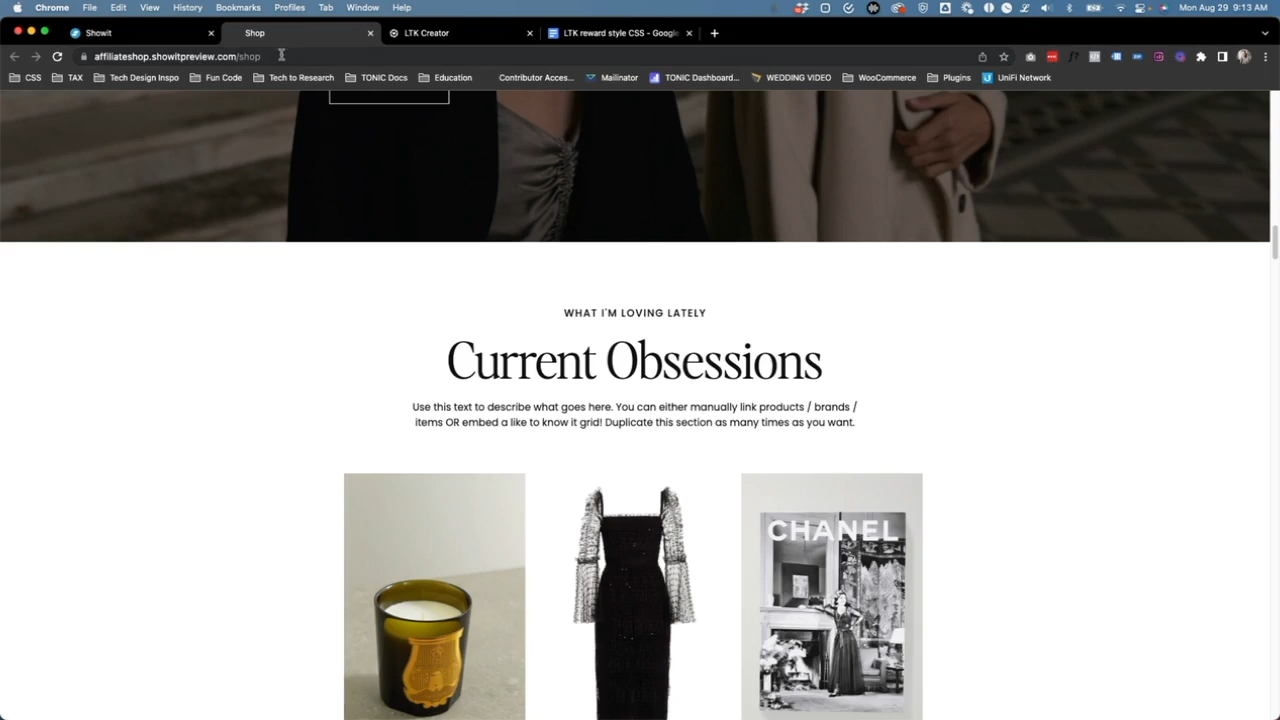 Chrome File Edit View History Bookmarks Profiles Tab Window Help Mon Aug 29 9:13 AM
Showit Shop LTK Creator LTK reward style CSS - Google
affiliateshop.showitpreview.com/shop
CSS TAX Tech Design Inspo Fun Code Tech to Research TONIC Docs Education Contributor Acces... Mailinator TONIC Dashboard... WEDDING VIDEO WooCommerce Plugins UniFi Network
WHAT I'M LOVING LATELY
Current Obsessions
Use this text to describe what goes here. You can either manually link products / brands /
items OR embed a like to know it grid! Duplicate this section as many times as you want.
CHANEL